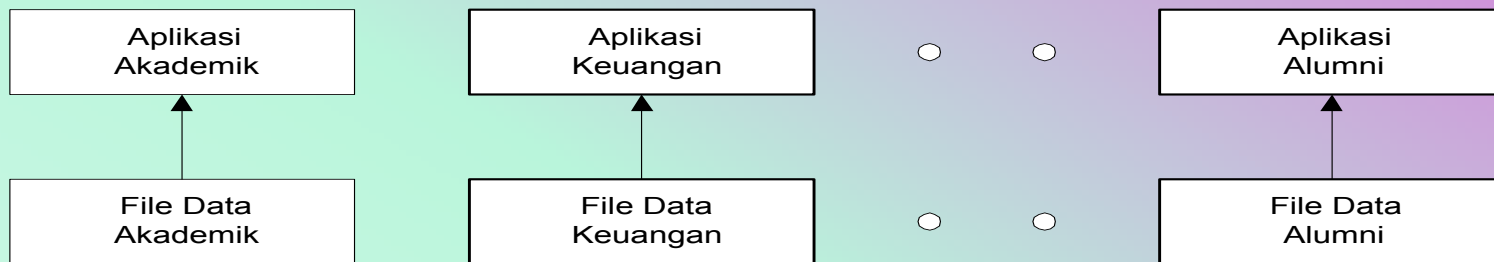 Aplikasi
Akademik
Aplikasi
Keuangan
Aplikasi
Alumni
File Data
Akademik
File Data
Keuangan
File Data
Alumni